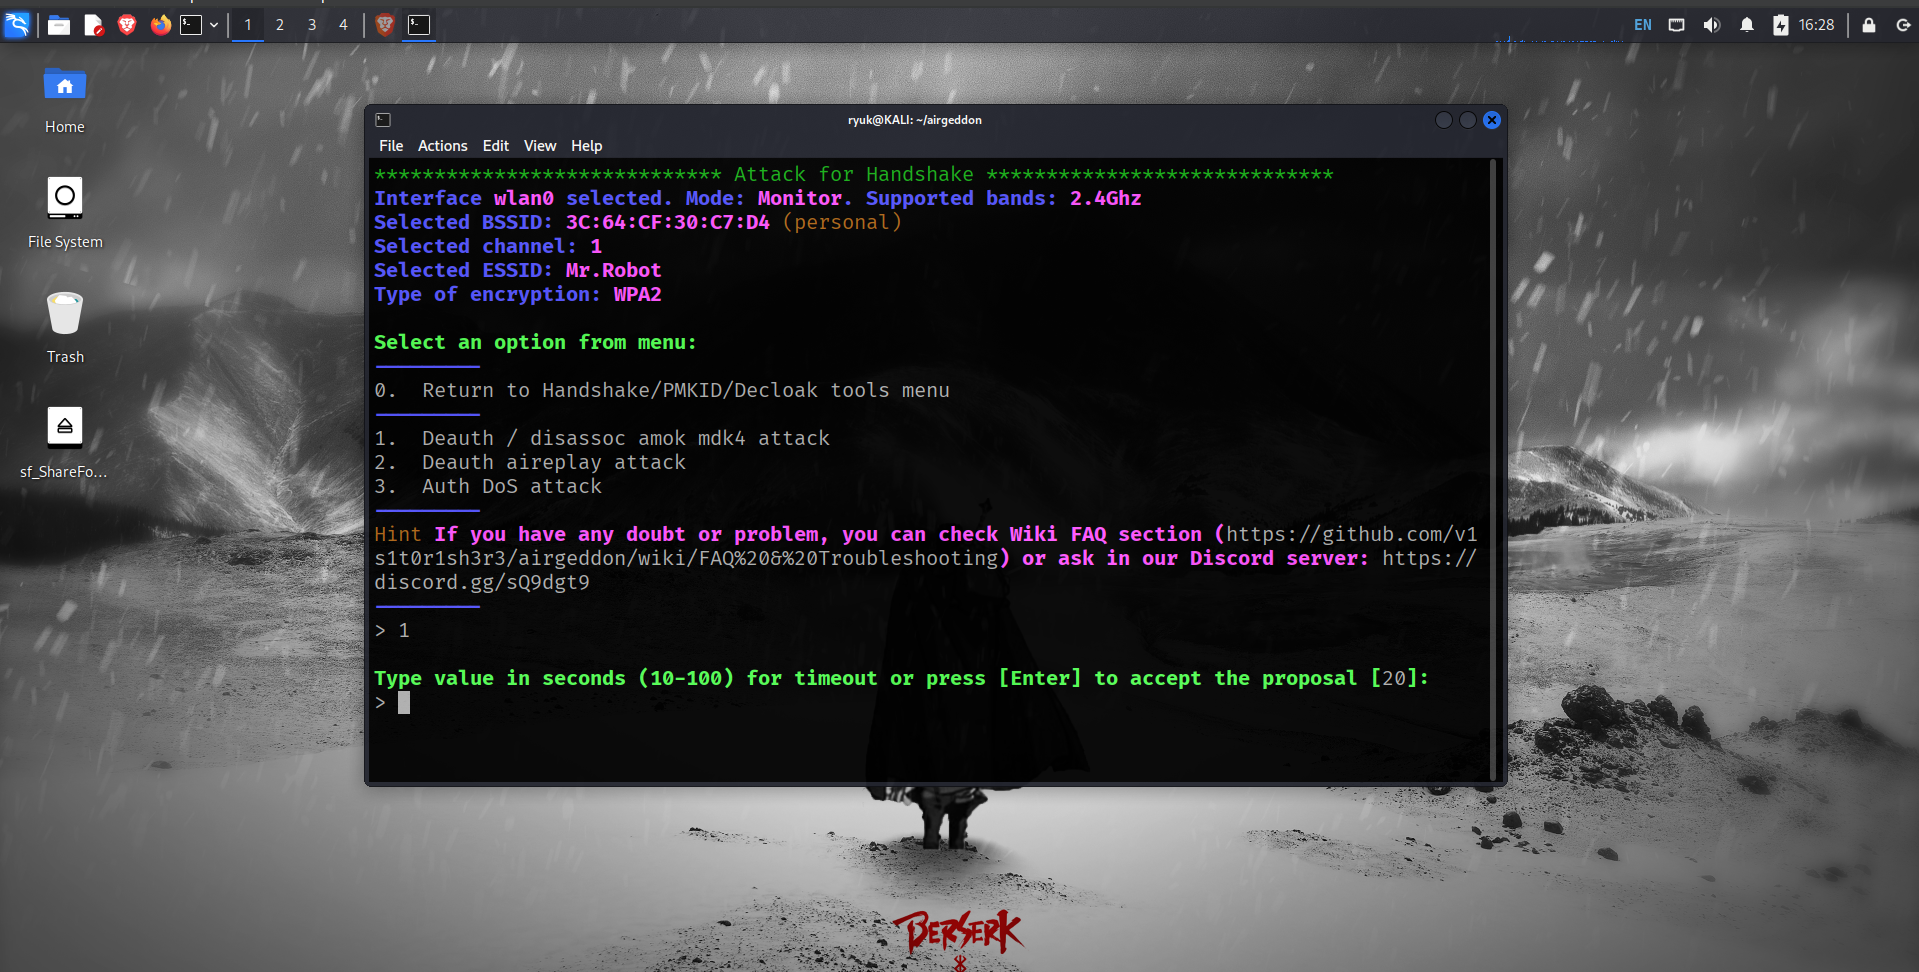 1 2 3 4
EN
16:28
Home
File System
Trash
sf_ShareFo...
ryuk@KALI: ~/airgeddon
File Actions Edit View Help
***************************** Attack for Handshake *****************************
Interface wlan0 selected. Mode: Monitor. Supported bands: 2.4Ghz
Selected BSSID: 3C:64:CF:30:C7:D4 (personal)
Selected channel: 1
Selected ESSID: Mr.Robot
Type of encryption: WPA2
Select an option from menu:
---------
0.  Return to Handshake/PMKID/Decloak tools menu
---------
1.  Deauth / disassoc amok mdk4 attack
2.  Deauth aireplay attack
3.  Auth DoS attack
---------
Hint If you have any doubt or problem, you can check Wiki FAQ section (https://github.com/v1
s1t0r1sh3r3/airgeddon/wiki/FAQ%20&%20Troubleshooting) or ask in our Discord server: https://
discord.gg/sQ9dgt9
---------
> 1
Type value in seconds (10-100) for timeout or press [Enter] to accept the proposal [20]:
>
BERSERK